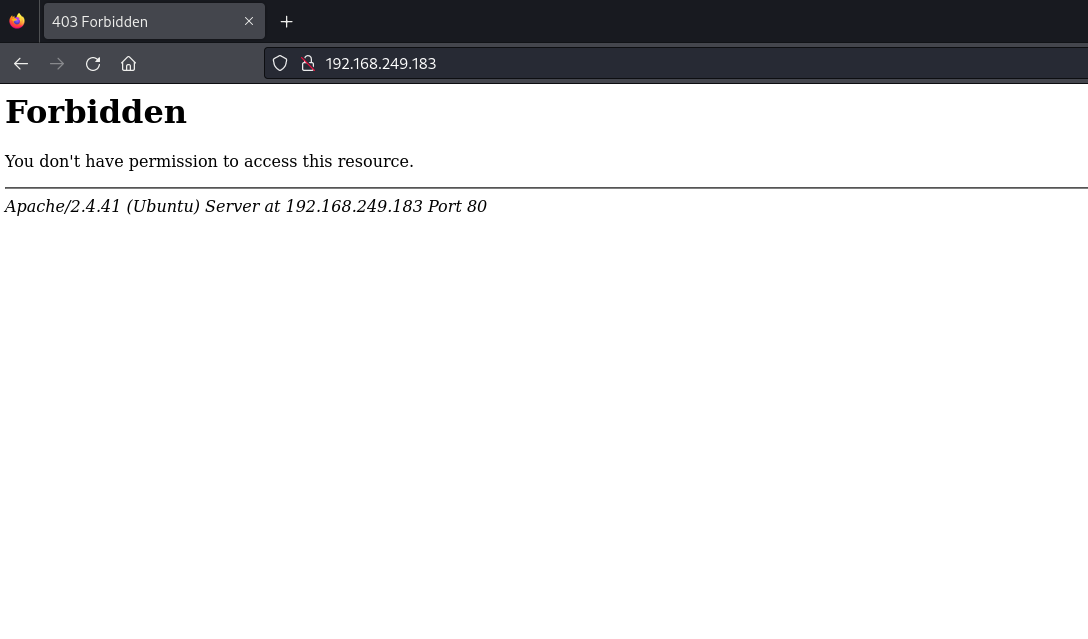 403 Forbidden
192.168.249.183
Forbidden
You don't have permission to access this resource.
Apache/2.4.41 (Ubuntu) Server at 192.168.249.183 Port 80